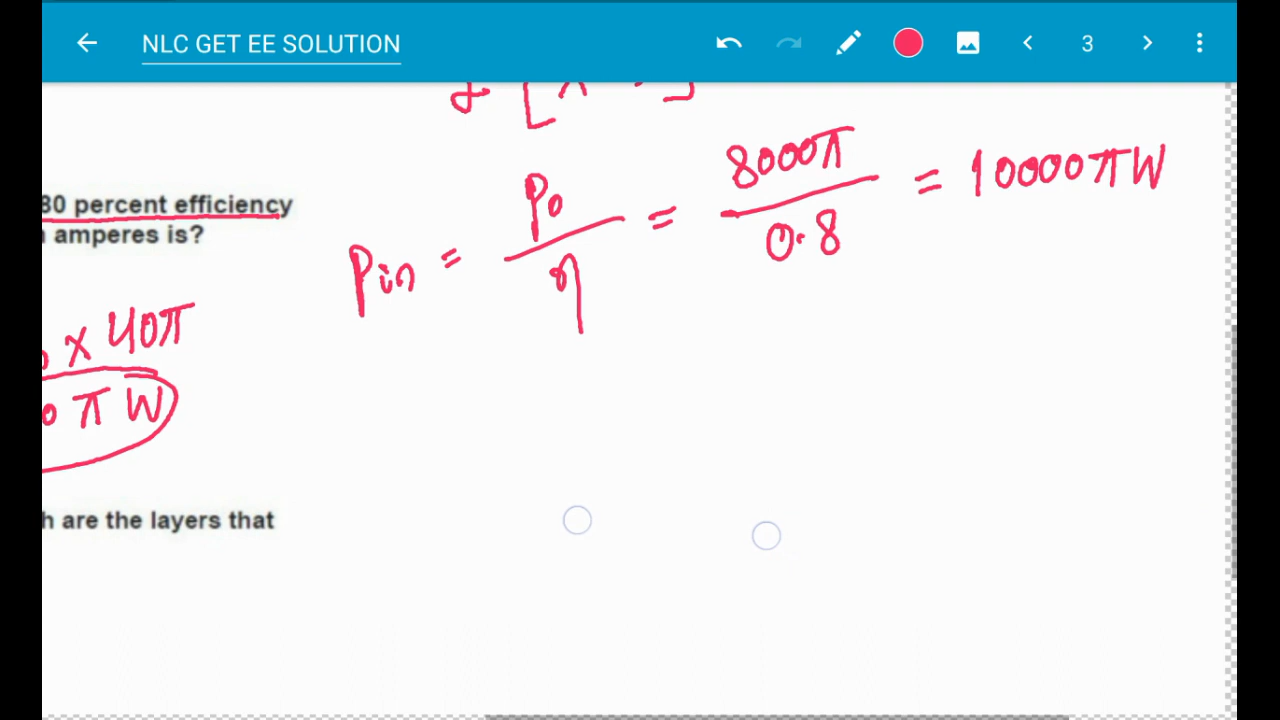 NLC GET EE SOLUTION
3
80 percent efficiency
amperes is?
Pin = Po / η = 8000π / 0.8 = 10000πW
x 40π
0 π W
are the layers that